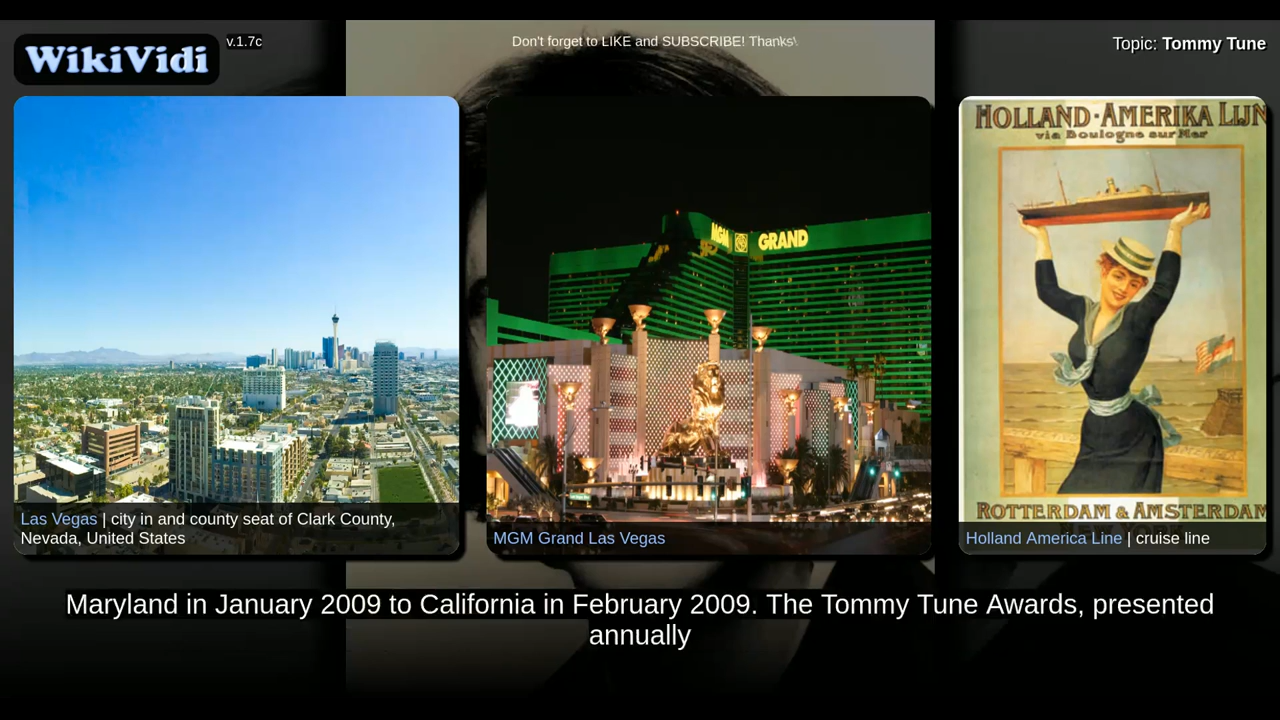 WikiVidi
v.1.7c
Don't forget to LIKE and SUBSCRIBE! Thanks!
Topic: Tommy Tune
MGM GRAND
HOLLAND-AMERIKA LIJN
via Boulogne sur Mer
ROTTERDAM & AMSTERDAM
Las Vegas | city in and county seat of Clark County,
Nevada, United States
MGM Grand Las Vegas
Holland America Line | cruise line
Maryland in January 2009 to California in February 2009. The Tommy Tune Awards, presented
annually